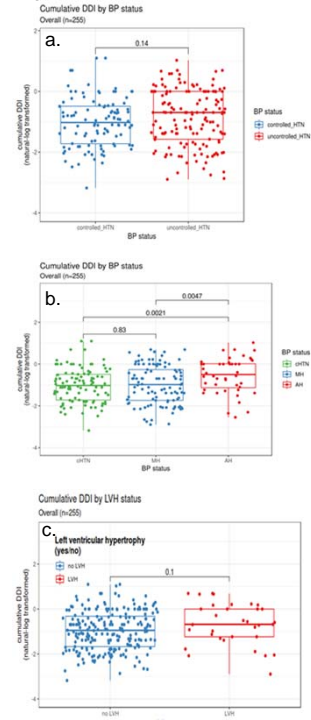 Cumulative DDI by BP status
Overall (n=255)
a.
0.14
2
0
-2
-4
cumulative DDI
(natural-log transformed)
controlled_HTN
uncontrolled_HTN
BP status
BP status
controlled_HTN
uncontrolled_HTN
Cumulative DDI by BP status
Overall (n=255)
b.
0.0047
0.0021
0.83
2
0
-2
-4
cumulative DDI
(natural-log transformed)
cHTN
MH
AH
BP status
BP status
cHTN
MH
AH
Cumulative DDI by LVH status
Overall (n=255)
c.
Left ventricular hypertrophy
(yes/no)
no LVH
LVH
0.1
2
0
-2
-4
cumulative DDI
(natural-log transformed)
no LVH
LVH